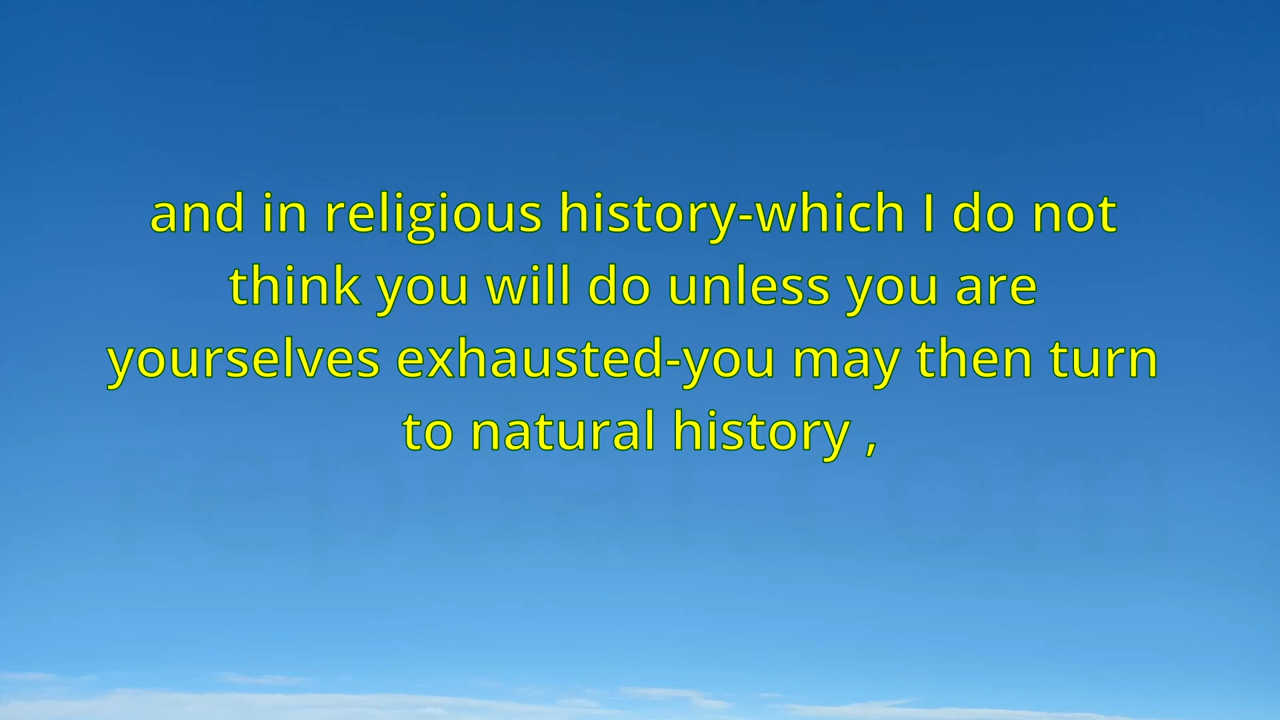 and in religious history-which I do not
think you will do unless you are
yourselves exhausted-you may then turn
to natural history ,